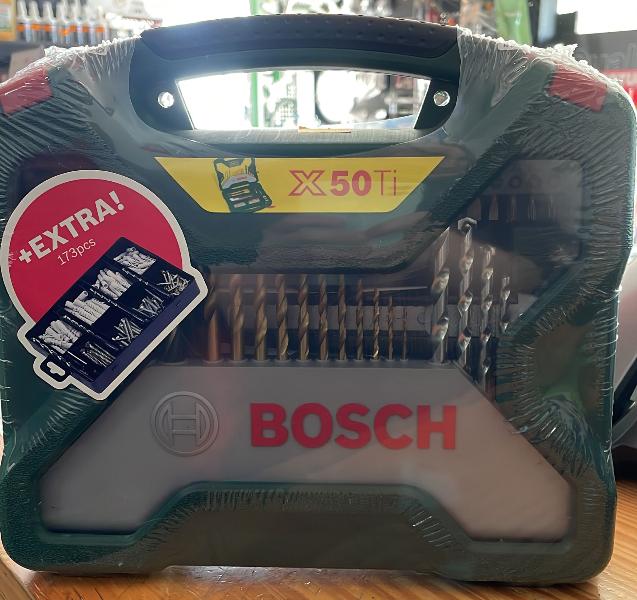 X50Ti
+EXTRA!
173pcs
BOSCH